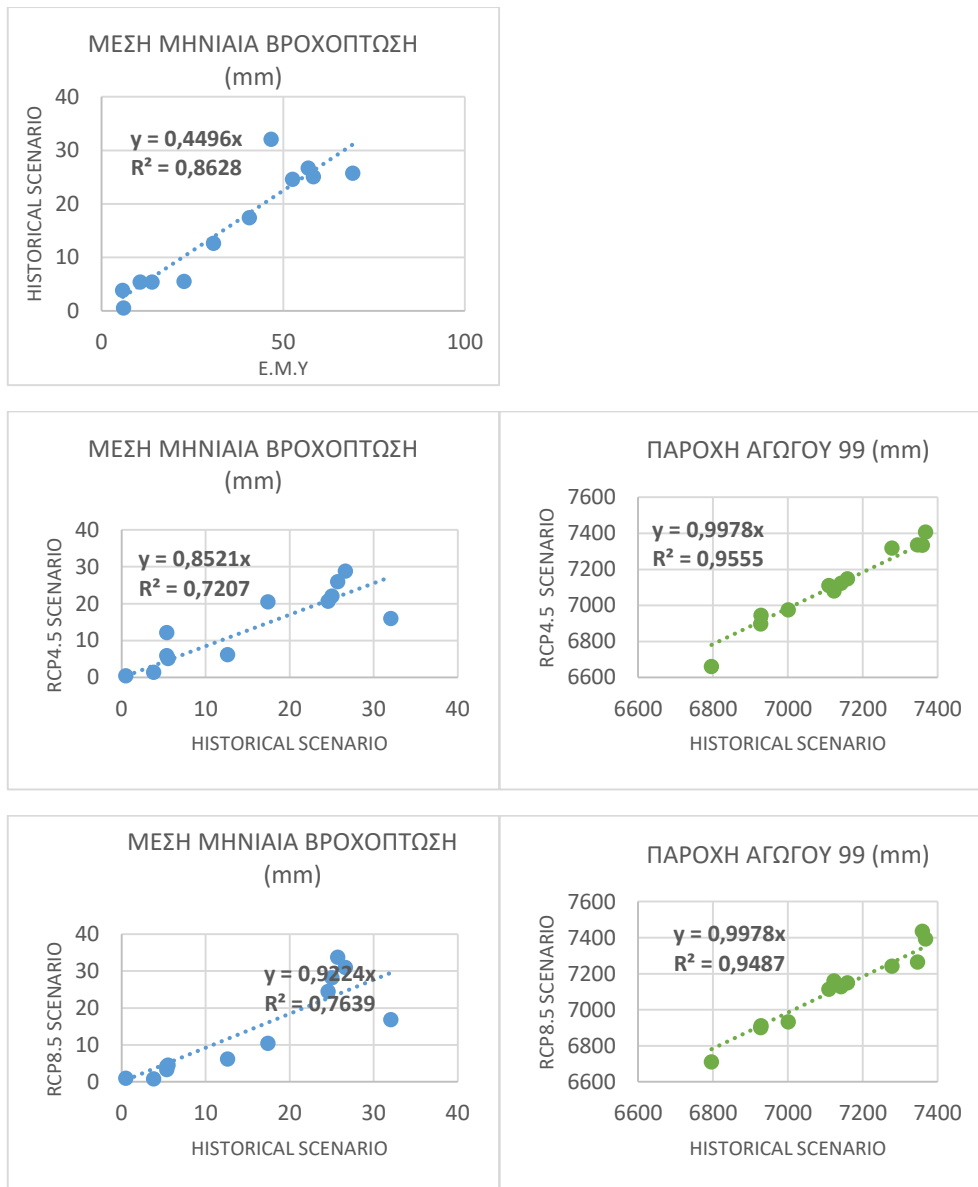 ΜΕΣΗ ΜΗΝΙΑΙΑ ΒΡΟΧΟΠΤΩΣΗ
(mm)
y = 0,4496x
R² = 0,8628
HISTORICAL SCENARIO
40
30
20
10
0
0 50 100
Ε.Μ.Υ
ΜΕΣΗ ΜΗΝΙΑΙΑ ΒΡΟΧΟΠΤΩΣΗ
(mm)
y = 0,8521x
R² = 0,7207
RCP4.5 SCENARIO
40
30
20
10
0
0 10 20 30 40
HISTORICAL SCENARIO
ΠΑΡΟΧΗ ΑΓΩΓΟΥ 99 (mm)
y = 0,9978x
R² = 0,9555
RCP4.5 SCENARIO
7600
7400
7200
7000
6800
6600
6600 6800 7000 7200 7400
HISTORICAL SCENARIO
ΜΕΣΗ ΜΗΝΙΑΙΑ ΒΡΟΧΟΠΤΩΣΗ
(mm)
y = 0,9224x
R² = 0,7639
RCP8.5 SCENARIO
40
30
20
10
0
0 10 20 30 40
HISTORICAL SCENARIO
ΠΑΡΟΧΗ ΑΓΩΓΟΥ 99 (mm)
y = 0,9978x
R² = 0,9487
RCP8.5 SCENARIO
7600
7400
7200
7000
6800
6600
6600 6800 7000 7200 7400
HISTORICAL SCENARIO